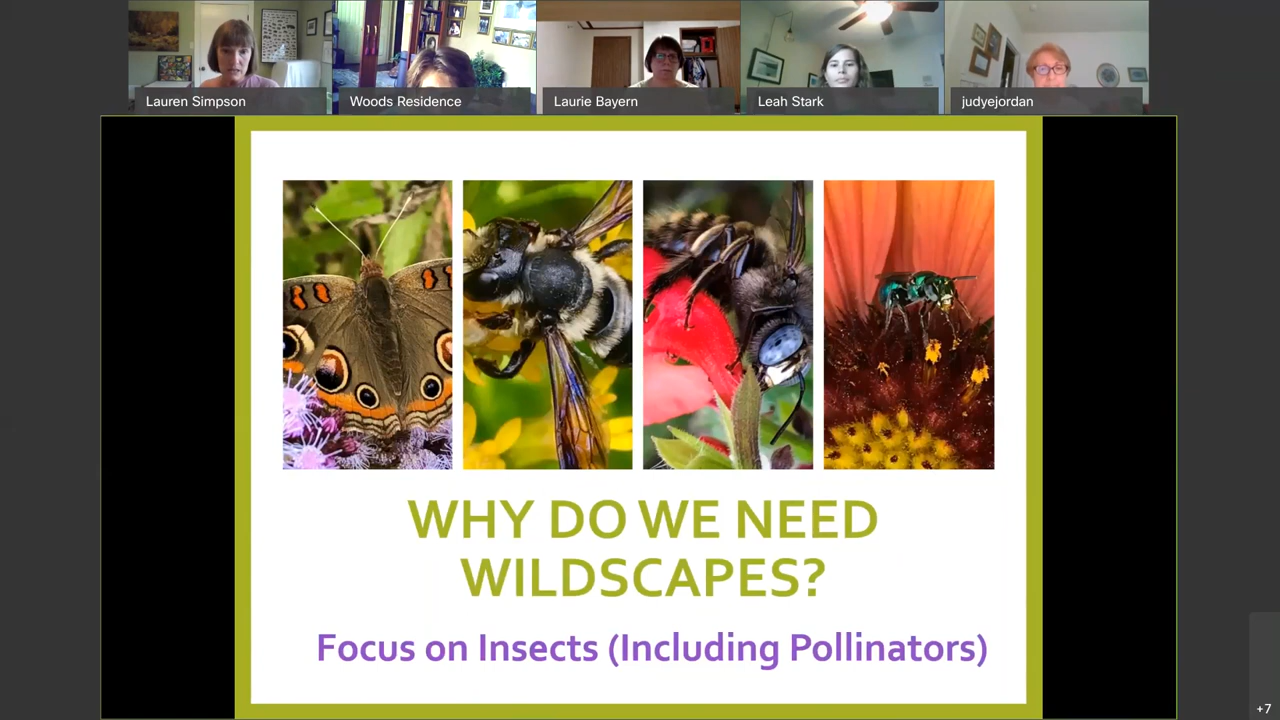 Lauren Simpson
Woods Residence
Laurie Bayern
Leah Stark
judyejordan
WHY DO WE NEED
WILDSCAPES?
Focus on Insects (Including Pollinators)
+7